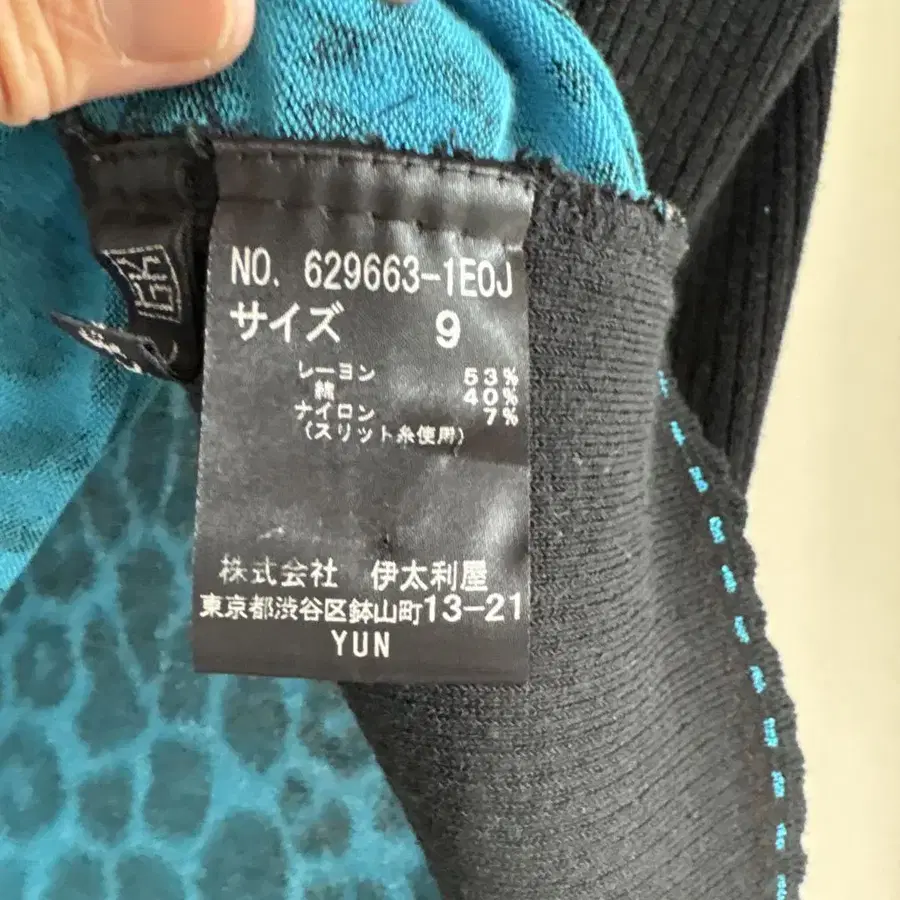 NO. 629663-1E0J
サイズ 9
レーヨン 53%
綿 40%
ナイロン 7%
(スリット糸使用)
株式会社 伊太利屋
東京都渋谷区鉢山町13-21
YUN